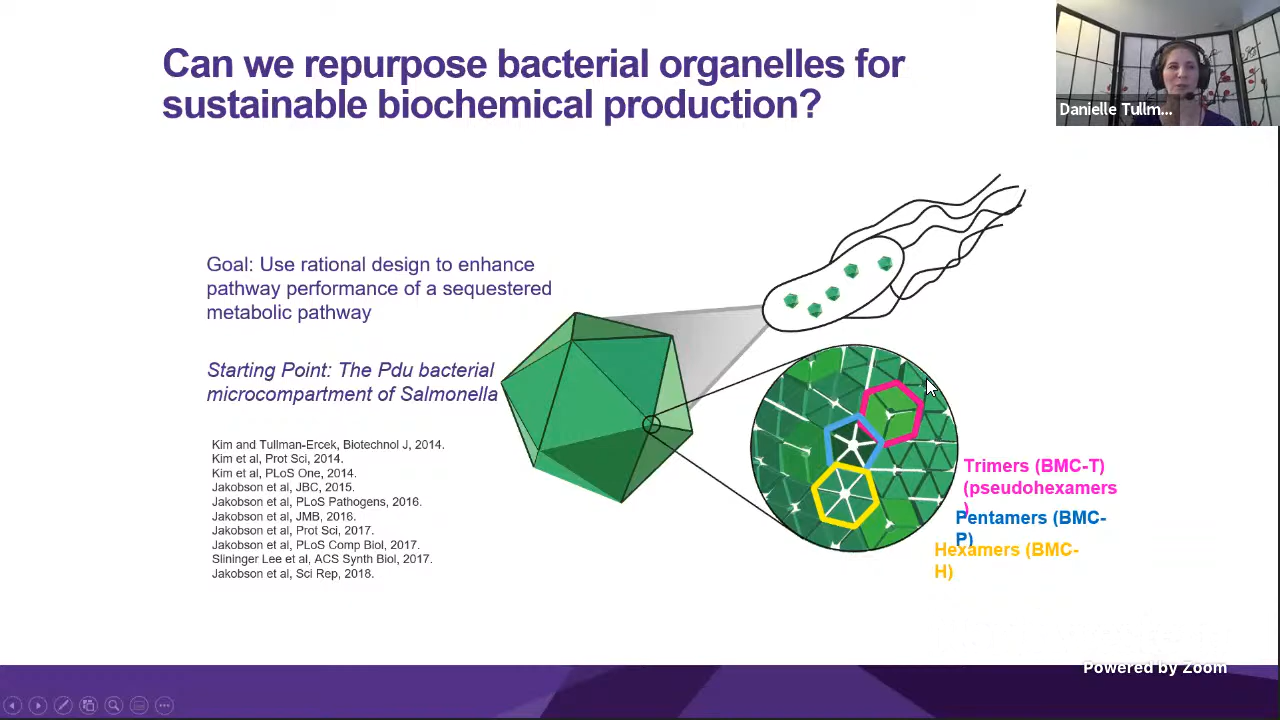 Can we repurpose bacterial organelles for
sustainable biochemical production?
Danielle Tullm...
Goal: Use rational design to enhance
pathway performance of a sequestered
metabolic pathway
Starting Point: The Pdu bacterial
microcompartment of Salmonella
Kim and Tullman-Ercek, Biotechnol J, 2014.
Kim et al, Prot Sci, 2014.
Kim et al, PLoS One, 2014.
Jakobson et al, JBC, 2015.
Jakobson et al, PLoS Pathogens, 2016.
Jakobson et al, JMB, 2016.
Jakobson et al, Prot Sci, 2017.
Jakobson et al, PLoS Comp Biol, 2017.
Slininger Lee et al, ACS Synth Biol, 2017.
Jakobson et al, Sci Rep, 2018.
Trimers (BMC-T)
(pseudohexamers
)
Pentamers (BMC-
P)
Hexamers (BMC-
H)
Powered by Zoom